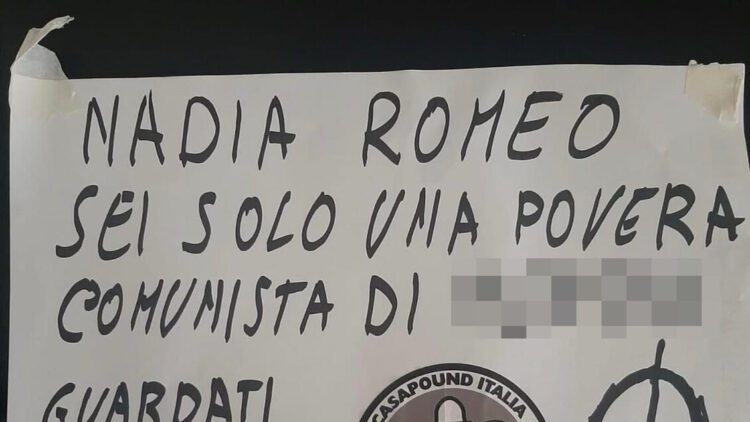 NADIA ROMEO
SEI SOLO UNA POVERA
COMUNISTA DI
GUARDATI
CASAPOUND ITALIA